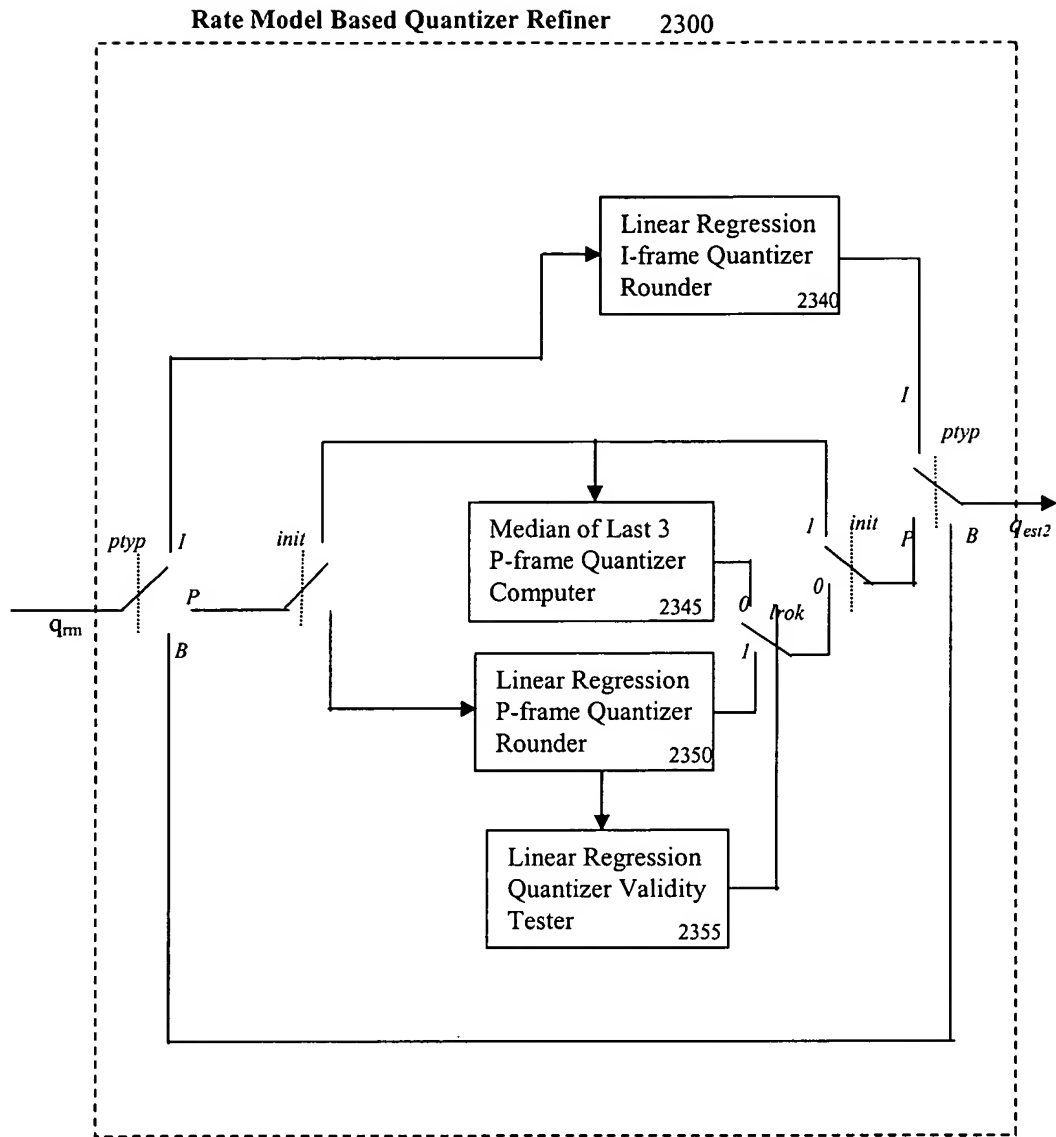 Rate Model Based Quantizer Refiner 2300
Linear Regression
I-frame Quantizer
Rounder
2340
I
ptyp
Median of Last 3
P-frame Quantizer
Computer
2345
ptyp
I
init
1
init
P
B
q_est2
P
0
0
lrok
q_rm
B
1
Linear Regression
P-frame Quantizer
Rounder
2350
Linear Regression
Quantizer Validity
Tester
2355